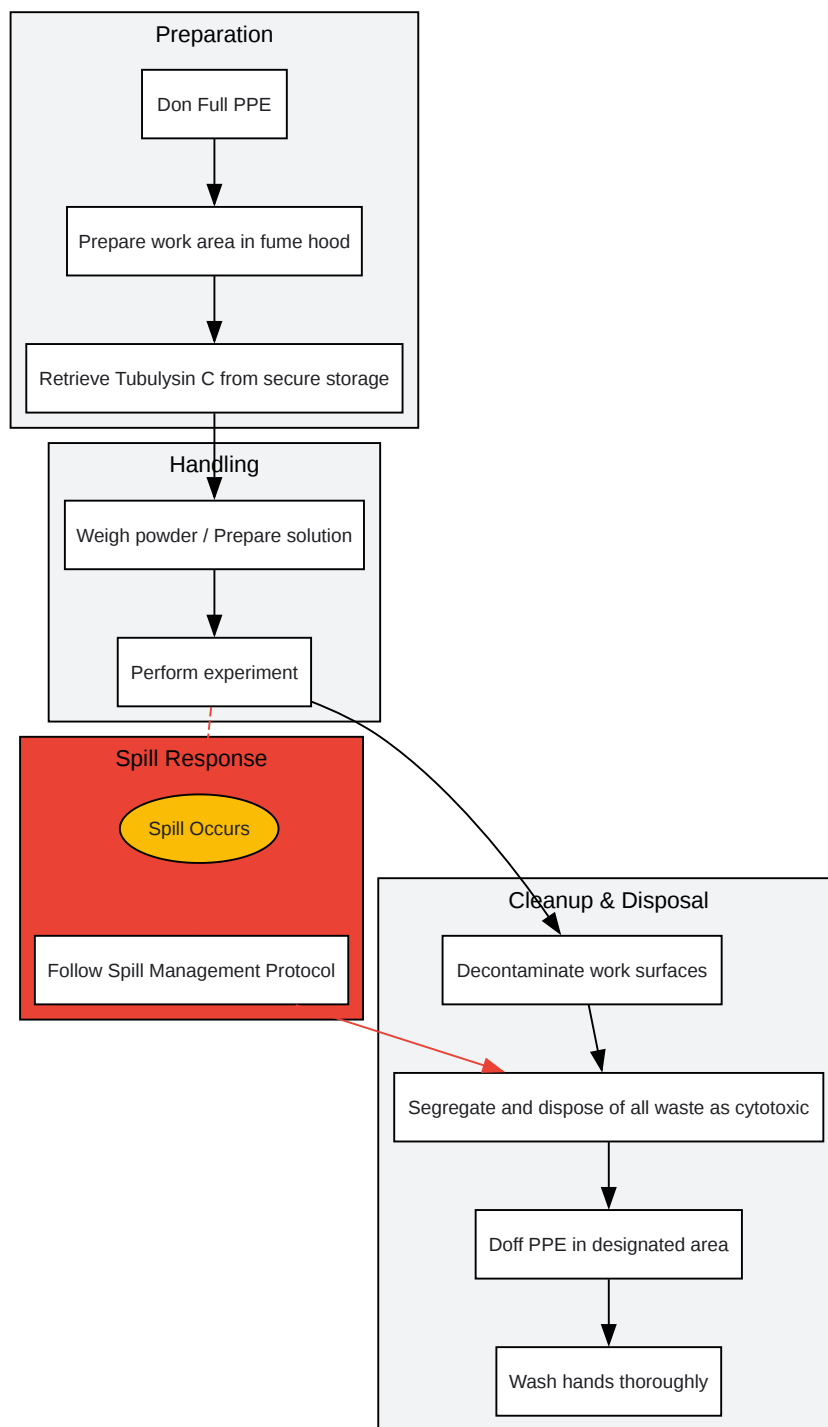 Preparation
Don Full PPE
Prepare work area in fume hood
Retrieve Tubulysin C from secure storage
Handling
Weigh powder / Prepare solution
Perform experiment
Spill Response
Spill Occurs
Follow Spill Management Protocol
Cleanup & Disposal
Decontaminate work surfaces
Segregate and dispose of all waste as cytotoxic
Doff PPE in designated area
Wash hands thoroughly